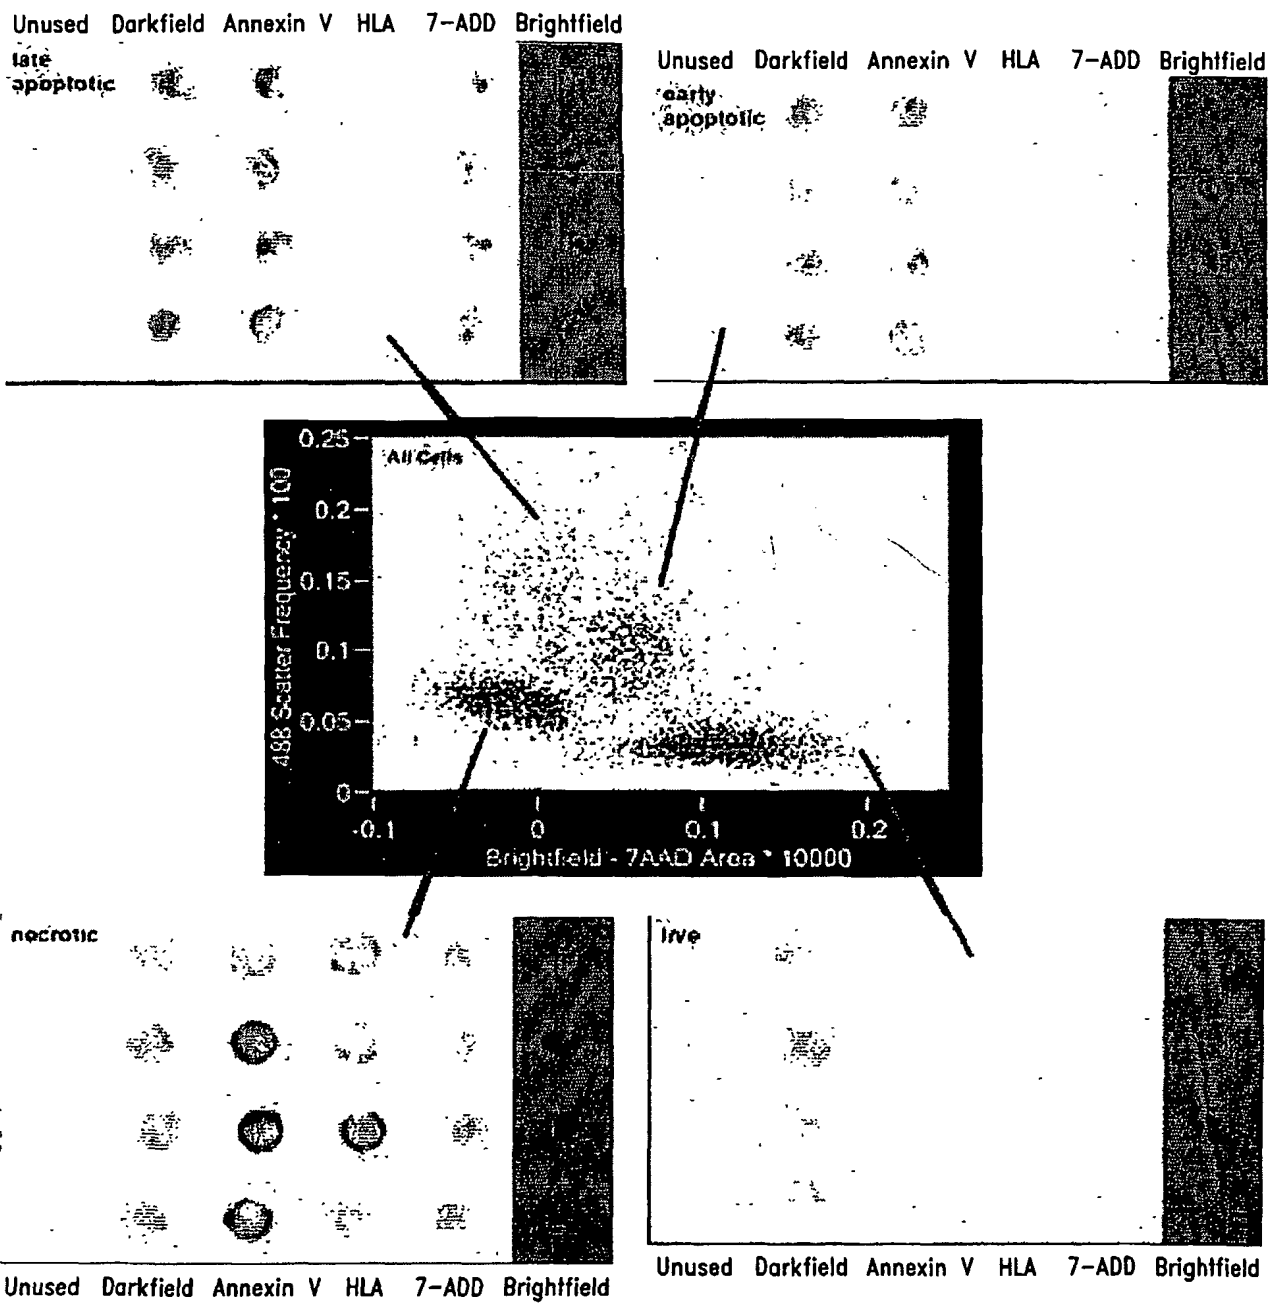 Unused Darkfield Annexin V HLA 7-ADD Brightfield
late
apoptotic
Unused Darkfield Annexin V HLA 7-ADD Brightfield
early
apoptotic
All Cells
488 Scatter Frequency * 100
0.25
0.2
0.15
0.1
0.05
0
-0.1 0 0.1 0.2
Brightfield - 7AAD Area * 10000
necrotic
live
Unused Darkfield Annexin V HLA 7-ADD Brightfield
Unused Darkfield Annexin V HLA 7-ADD Brightfield